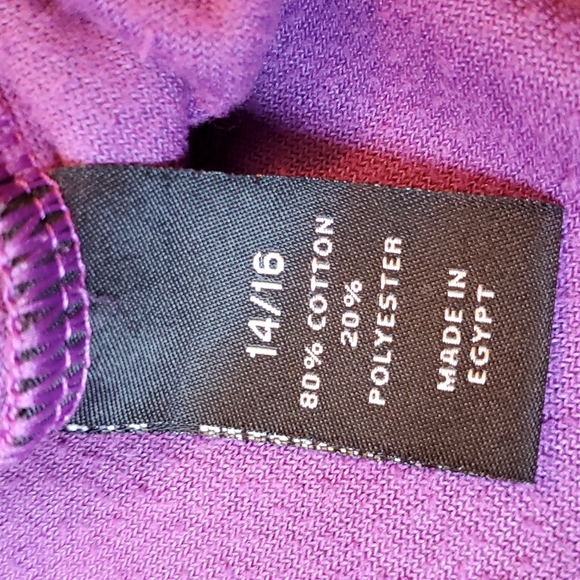 14/16
80% COTTON
20%
POLYESTER
MADE IN
EGYPT